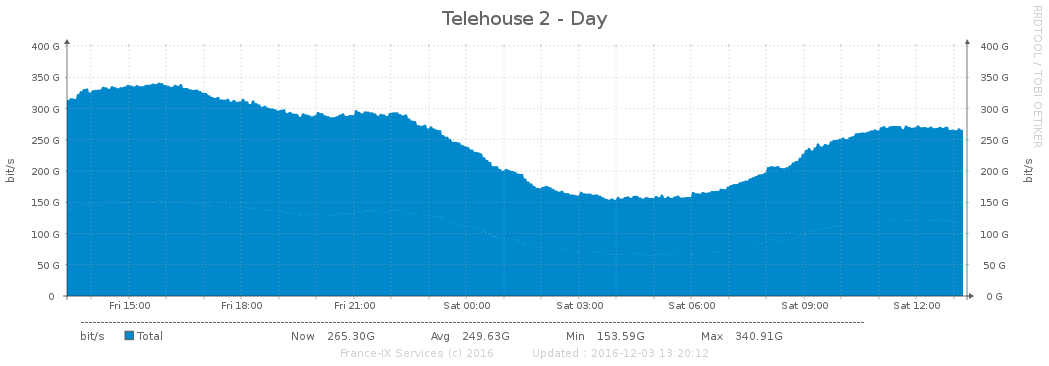 Telehouse 2 - Day
RRDTOOL / TOBI OETIKER
400 G 400 G
350 G 350 G
300 G 300 G
250 G 250 G
200 G 200 G
150 G 150 G
100 G 100 G
50 G 50 G
0 0 G
bit/s bit/s
Fri 15:00 Fri 18:00 Fri 21:00 Sat 00:00 Sat 03:00 Sat 06:00 Sat 09:00 Sat 12:00
bit/s Total Now 265.30G Avg 249.63G Min 153.59G Max 340.91G
France-IX Services (c) 2016 Updated : 2016-12-03 13:20:12